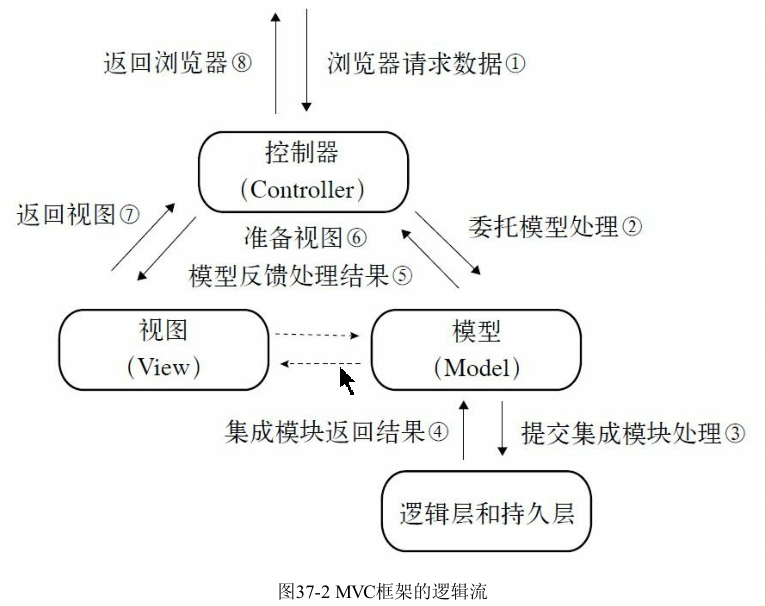 返回浏览器⑧
浏览器请求数据①
控制器
（Controller）
返回视图⑦
准备视图⑥
委托模型处理②
模型反馈处理结果⑤
视图
（View）
模型
（Model）
集成模块返回结果④
提交集成模块处理③
逻辑层和持久层
图37-2 MVC框架的逻辑流